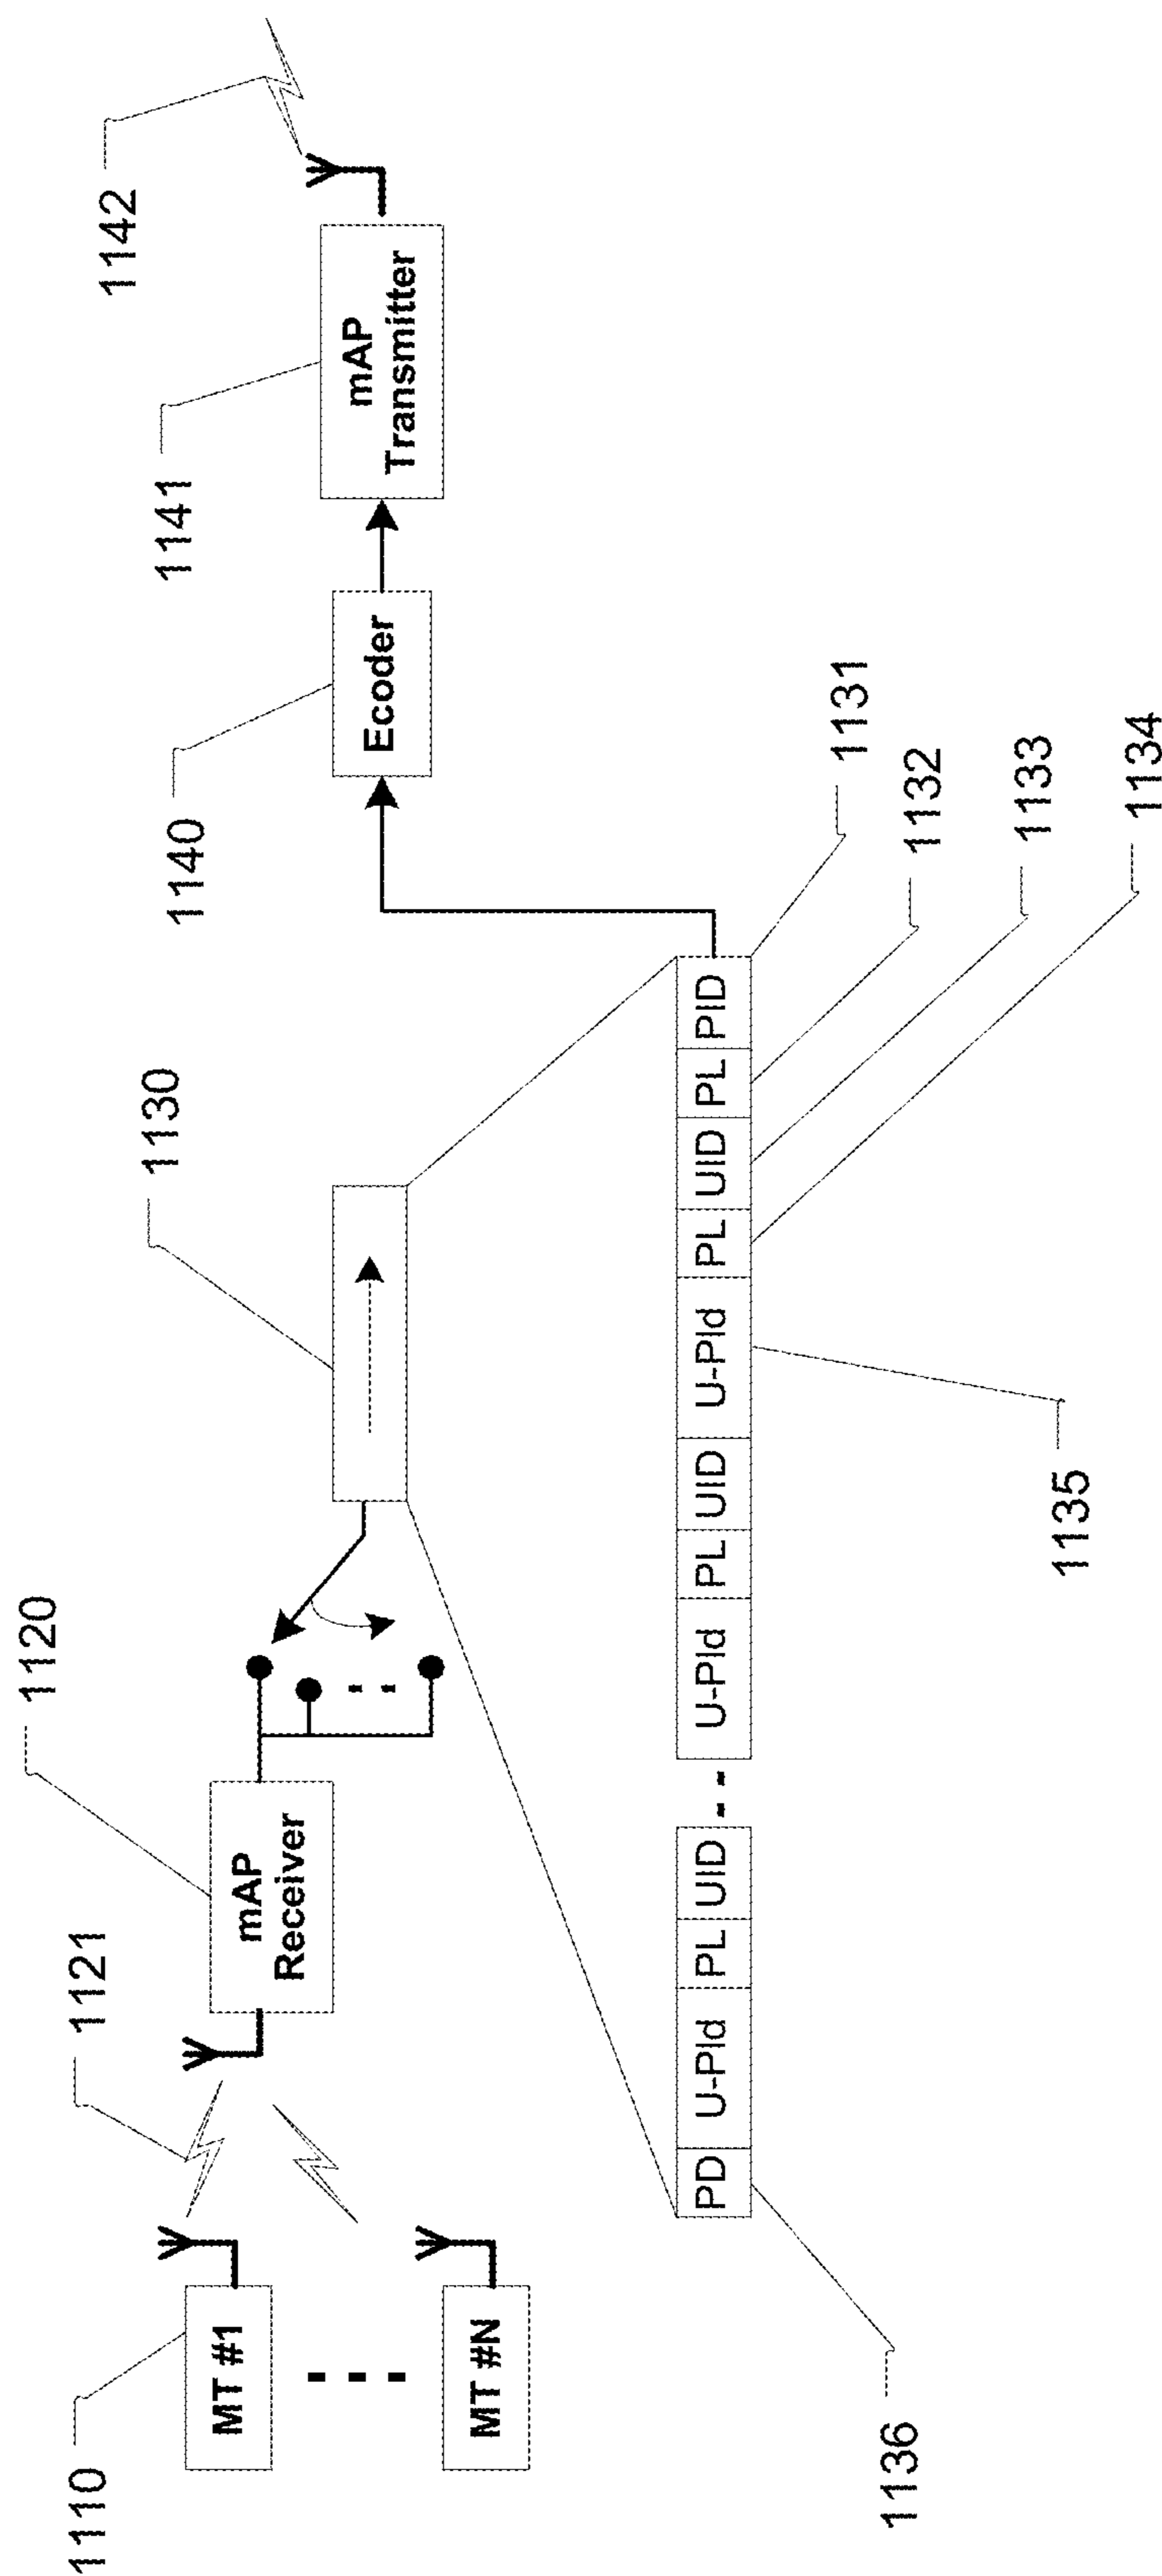 1110
1121
1120
1130
1140
1141
1142
MT #1
MT #N
mAP
Receiver
Ecoder
mAP
Transmitter
PD U-Pld PL UID U-Pld PL UID U-Pld PL UID PL PID
1136
1135
1131
1132
1133
1134